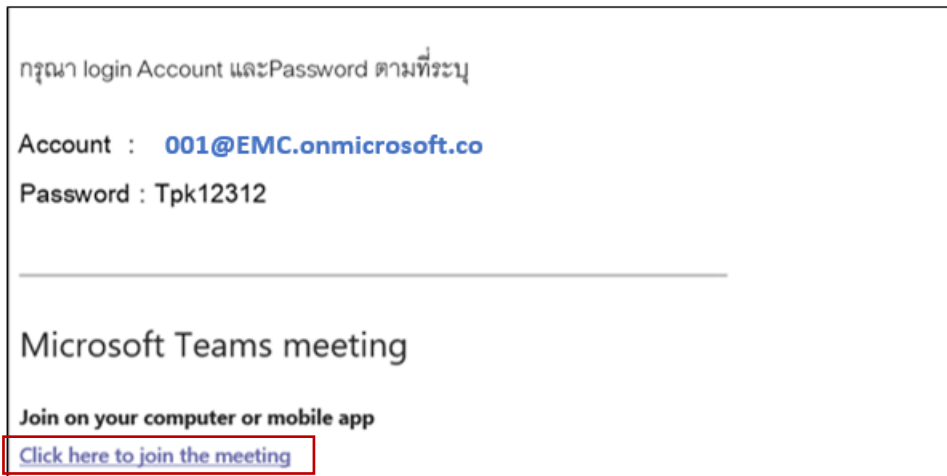 กรุณา login Account และPassword ตามที่ระบุ
Account : 001@EMC.onmicrosoft.co
Password : Tpk12312
Microsoft Teams meeting
Join on your computer or mobile app
Click here to join the meeting